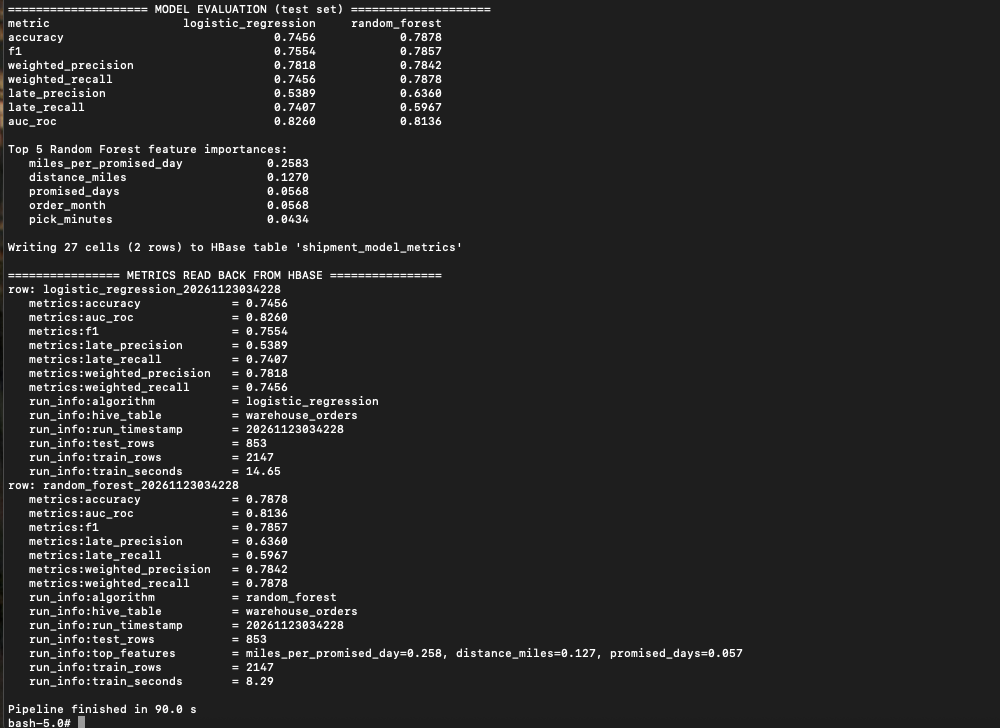 ==================== MODEL EVALUATION (test set) ====================
metric logistic_regression random_forest
accuracy 0.7456 0.7878
f1 0.7554 0.7857
weighted_precision 0.7818 0.7842
weighted_recall 0.7456 0.7878
late_precision 0.5389 0.6360
late_recall 0.7407 0.5967
auc_roc 0.8260 0.8136
Top 5 Random Forest feature importances:
miles_per_promised_day 0.2583
distance_miles 0.1270
promised_days 0.0568
order_month 0.0568
pick_minutes 0.0434
Writing 27 cells (2 rows) to HBase table 'shipment_model_metrics'
================ METRICS READ BACK FROM HBASE ================
row: logistic_regression_20261123034228
metrics:accuracy = 0.7456
metrics:auc_roc = 0.8260
metrics:f1 = 0.7554
metrics:late_precision = 0.5389
metrics:late_recall = 0.7407
metrics:weighted_precision = 0.7818
metrics:weighted_recall = 0.7456
run_info:algorithm = logistic_regression
run_info:hive_table = warehouse_orders
run_info:run_timestamp = 20261123034228
run_info:test_rows = 853
run_info:train_rows = 2147
run_info:train_seconds = 14.65
row: random_forest_20261123034228
metrics:accuracy = 0.7878
metrics:auc_roc = 0.8136
metrics:f1 = 0.7857
metrics:late_precision = 0.6360
metrics:late_recall = 0.5967
metrics:weighted_precision = 0.7842
metrics:weighted_recall = 0.7878
run_info:algorithm = random_forest
run_info:hive_table = warehouse_orders
run_info:run_timestamp = 20261123034228
run_info:test_rows = 853
run_info:top_features = miles_per_promised_day=0.258, distance_miles=0.127, promised_days=0.057
run_info:train_rows = 2147
run_info:train_seconds = 8.29
Pipeline finished in 90.0 s
bash-5.0#